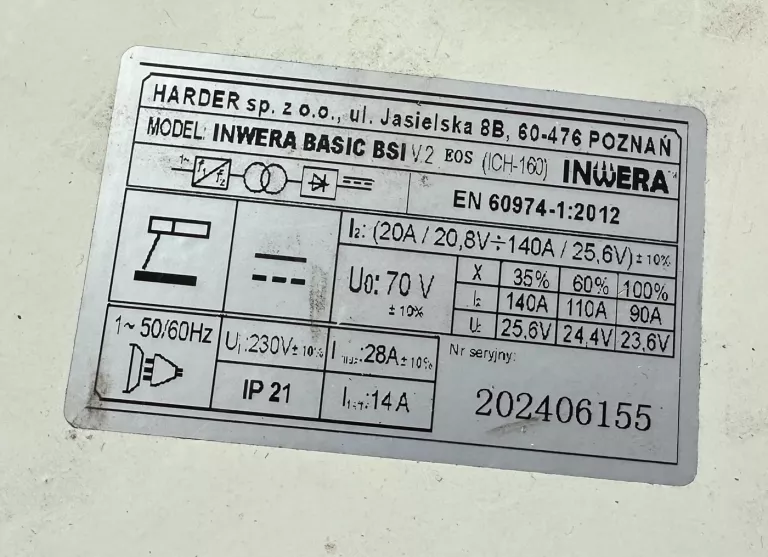 HARDER sp. z o.o., ul. Jasielska 8B, 60-476 POZNAŃ
MODEL: INWERA BASIC BSI V.2 EOS (ICH-160) INWERA
1~ f1 f2
EN 60974-1:2012
I2: (20A / 20,8V÷140A / 25,6V)±10%
U0: 70 V ±10%
X 35% 60% 100%
I2 140A 110A 90A
U2 25,6V 24,4V 23,6V
1~ 50/60Hz
U1:230V±10% I :28A±10%
IP 21 I :14A
Nr seryjny:
202406155